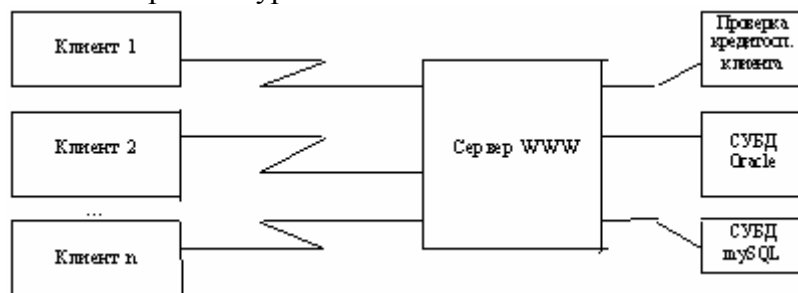 Клиент 1
Проверка
кредитосп.
клиента
Клиент 2
Сервер WWW
СУБД
Oracle
...
Клиент n
СУБД
mySQL